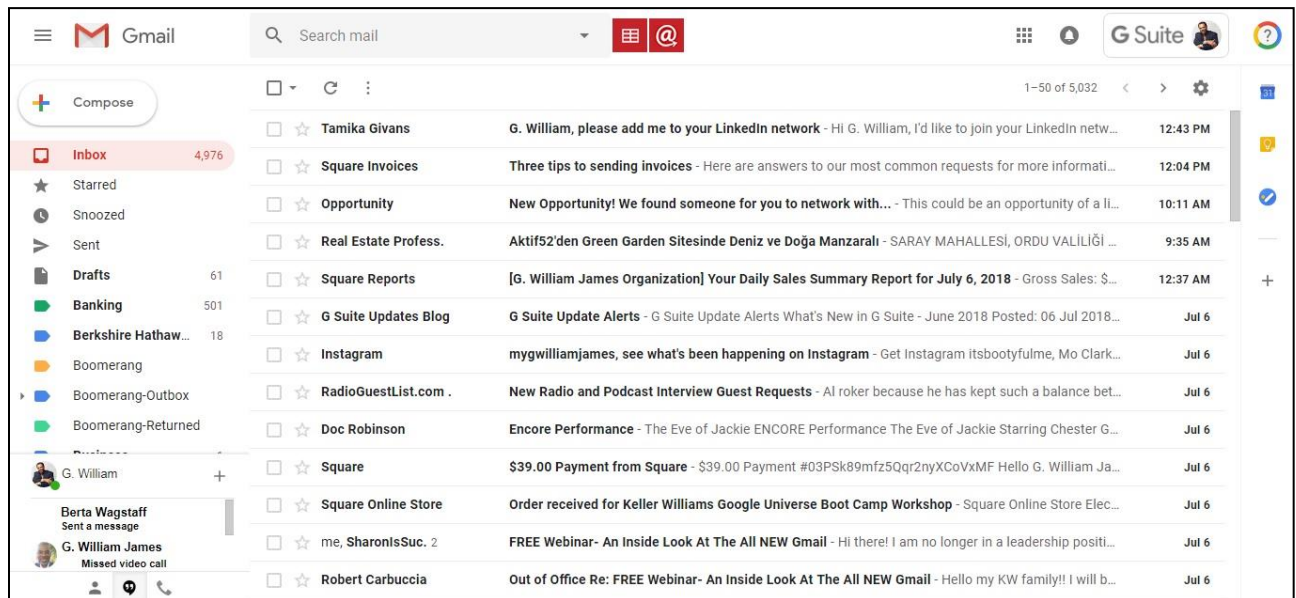 Gmail
Search mail
G Suite
Compose
1–50 of 5,032
Inbox 4,976
Starred
Snoozed
Sent
Drafts 61
Banking 501
Berkshire Hathaw... 18
Boomerang
Boomerang-Outbox
Boomerang-Returned
G. William
Berta Wagstaff
Sent a message
G. William James
Missed video call
Tamika Givans G. William, please add me to your LinkedIn network - Hi G. William, I'd like to join your LinkedIn netw... 12:43 PM
Square Invoices Three tips to sending invoices - Here are answers to our most common requests for more informati... 12:04 PM
Opportunity New Opportunity! We found someone for you to network with... - This could be an opportunity of a li... 10:11 AM
Real Estate Profess. Aktif52'den Green Garden Sitesinde Deniz ve Doğa Manzaralı - SARAY MAHALLESİ, ORDU VALİLİĞİ ... 9:35 AM
Square Reports [G. William James Organization] Your Daily Sales Summary Report for July 6, 2018 - Gross Sales: $... 12:37 AM
G Suite Updates Blog G Suite Update Alerts - G Suite Update Alerts What's New in G Suite - June 2018 Posted: 06 Jul 2018... Jul 6
Instagram mygwilliamjames, see what's been happening on Instagram - Get Instagram itsbootyfulme, Mo Clark... Jul 6
RadioGuestList.com . New Radio and Podcast Interview Guest Requests - Al roker because he has kept such a balance bet... Jul 6
Doc Robinson Encore Performance - The Eve of Jackie ENCORE Performance The Eve of Jackie Starring Chester G... Jul 6
Square $39.00 Payment from Square - $39.00 Payment #03PSk89mfz5Qqr2nyXCoVxMF Hello G. William Ja... Jul 6
Square Online Store Order received for Keller Williams Google Universe Boot Camp Workshop - Square Online Store Elec... Jul 6
me, SharonIsSuc. 2 FREE Webinar- An Inside Look At The All NEW Gmail - Hi there! I am no longer in a leadership positi... Jul 6
Robert Carbuccia Out of Office Re: FREE Webinar- An Inside Look At The All NEW Gmail - Hello my KW family!! I will b... Jul 6
31